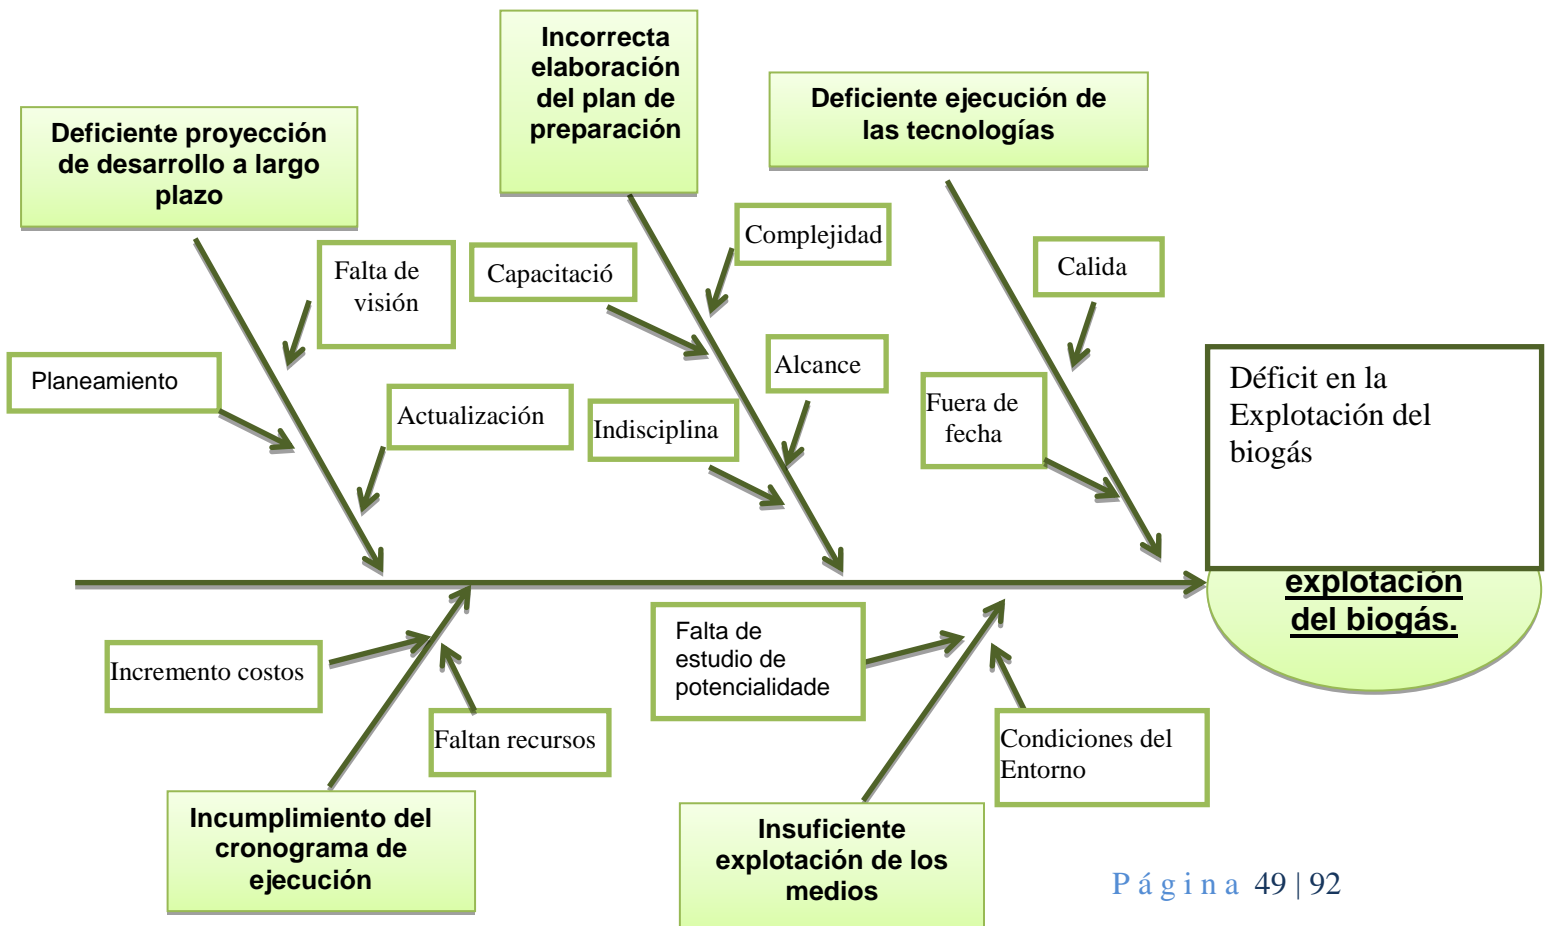 Incorrecta
elaboración
del plan de
preparación
Deficiente ejecución de
las tecnologías
Deficiente proyección
de desarrollo a largo
plazo
Complejidad
Falta de
visión
Capacitació
Calida
Planeamiento
Alcance
Actualización
Indisciplina
Fuera de
fecha
Déficit en la
Explotación del
biogás
explotación
del biogás.
Incremento costos
Faltan recursos
Falta de
estudio de
potencialidade
Condiciones del
Entorno
Incumplimiento del
cronograma de
ejecución
Insuficiente
explotación de los
medios
Página 49 | 92